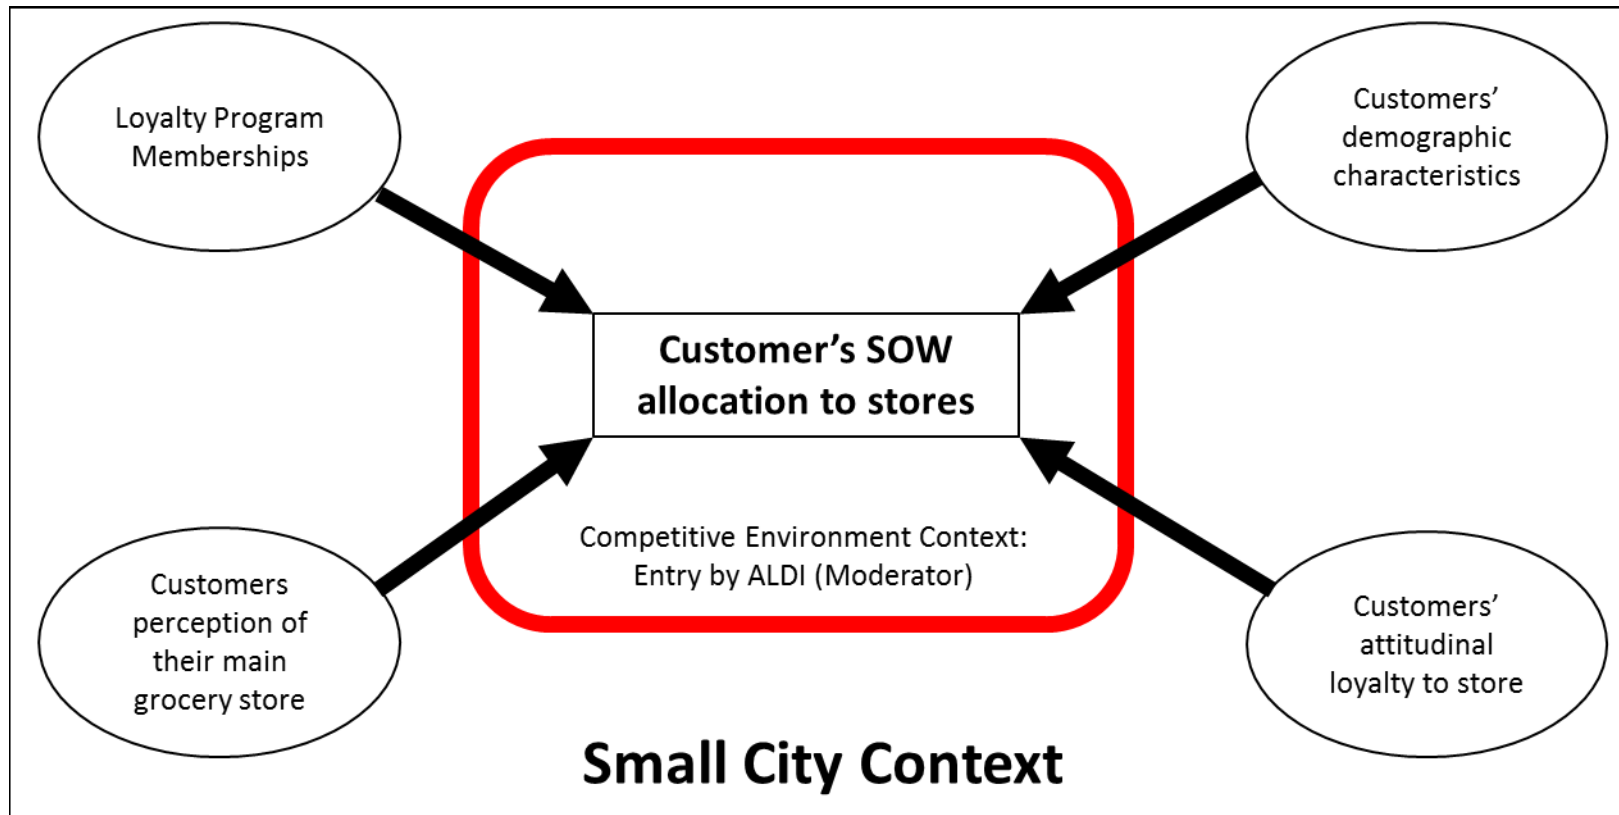 Loyalty Program
Memberships
Customers’
demographic
characteristics
Customer’s SOW
allocation to stores
Competitive Environment Context:
Entry by ALDI (Moderator)
Customers
perception of
their main
grocery store
Customers’
attitudinal
loyalty to store
Small City Context